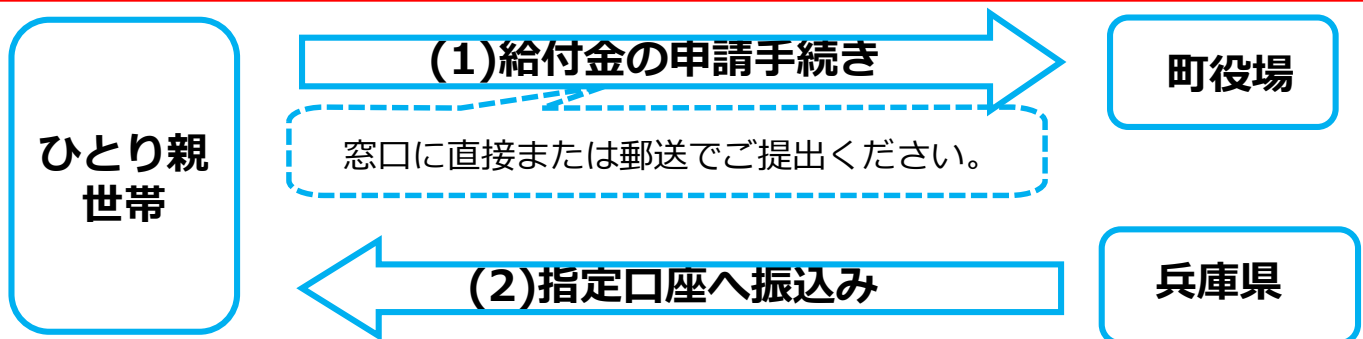 (1)給付金の申請手続き
町役場
ひとり親
世帯
窓口に直接または郵送でご提出ください。
(2)指定口座へ振込み
兵庫県